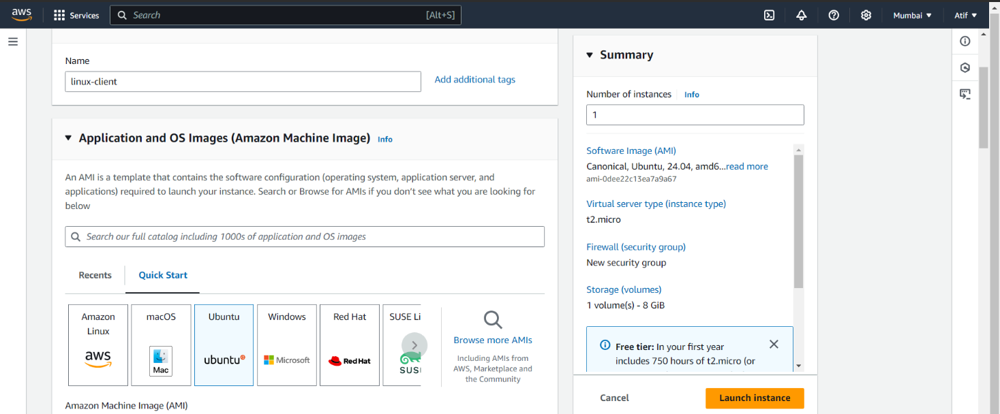 aws
Services
Search
[Alt+S]
Mumbai
Atif
Name
linux-client
Add additional tags
Application and OS Images (Amazon Machine Image) Info
An AMI is a template that contains the software configuration (operating system, application server, and
applications) required to launch your instance. Search or Browse for AMIs if you don’t see what you are looking for
below
Search our full catalog including 1000s of application and OS images
Recents
Quick Start
Amazon
Linux
aws
macOS
Mac
Ubuntu
ubuntu
Windows
Microsoft
Red Hat
Red Hat
SUSE Li
SUS
Browse more AMIs
Including AMIs from
AWS, Marketplace and
the Community
Amazon Machine Image (AMI)
Summary
Number of instances Info
1
Software Image (AMI)
Canonical, Ubuntu, 24.04, amd6...read more
ami-0dee22c13ea7a9a67
Virtual server type (instance type)
t2.micro
Firewall (security group)
New security group
Storage (volumes)
1 volume(s) - 8 GiB
Free tier: In your first year
includes 750 hours of t2.micro (or
Cancel
Launch instance